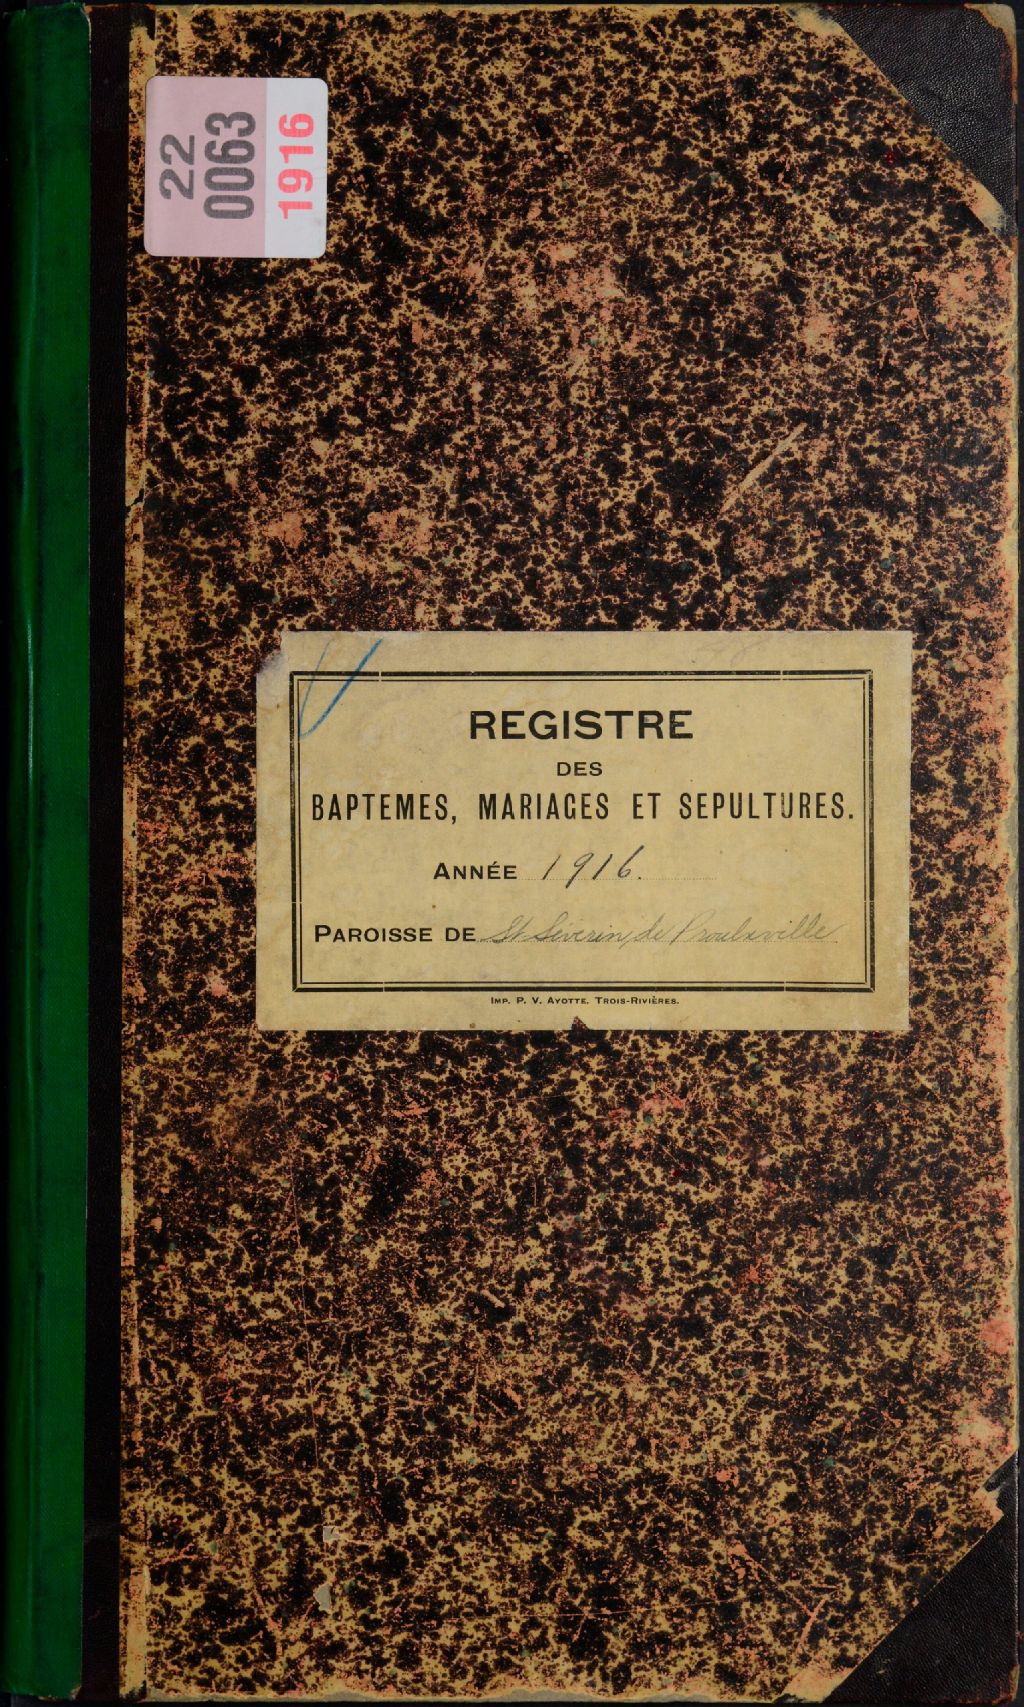 22
0063
1916
REGISTRE
DES
BAPTEMES, MARIAGES ET SEPULTURES.
ANNÉE 1916.
PAROISSE DE St Séverin de Proulxville
IMP. P. V. AYOTTE. TROIS-RIVIÈRES.